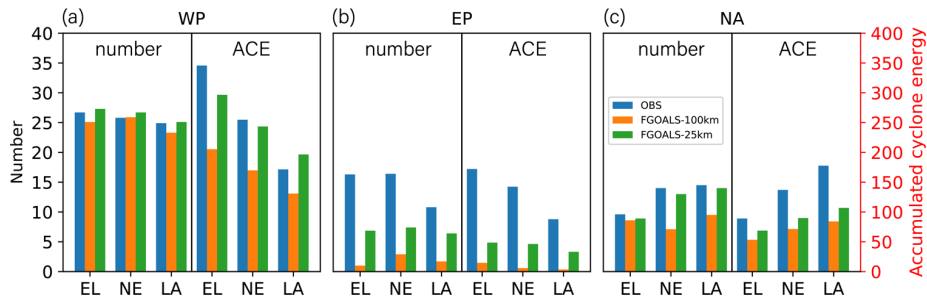 (a) WP
(b) EP
(c) NA
40
35
30
25
20
15
10
5
0
Number
number ACE
number ACE
number ACE
OBS
FGOALS-100km
FGOALS-25km
400
350
300
250
200
150
100
50
0
Accumulated cyclone energy
EL NE LA EL NE LA
EL NE LA EL NE LA
EL NE LA EL NE LA